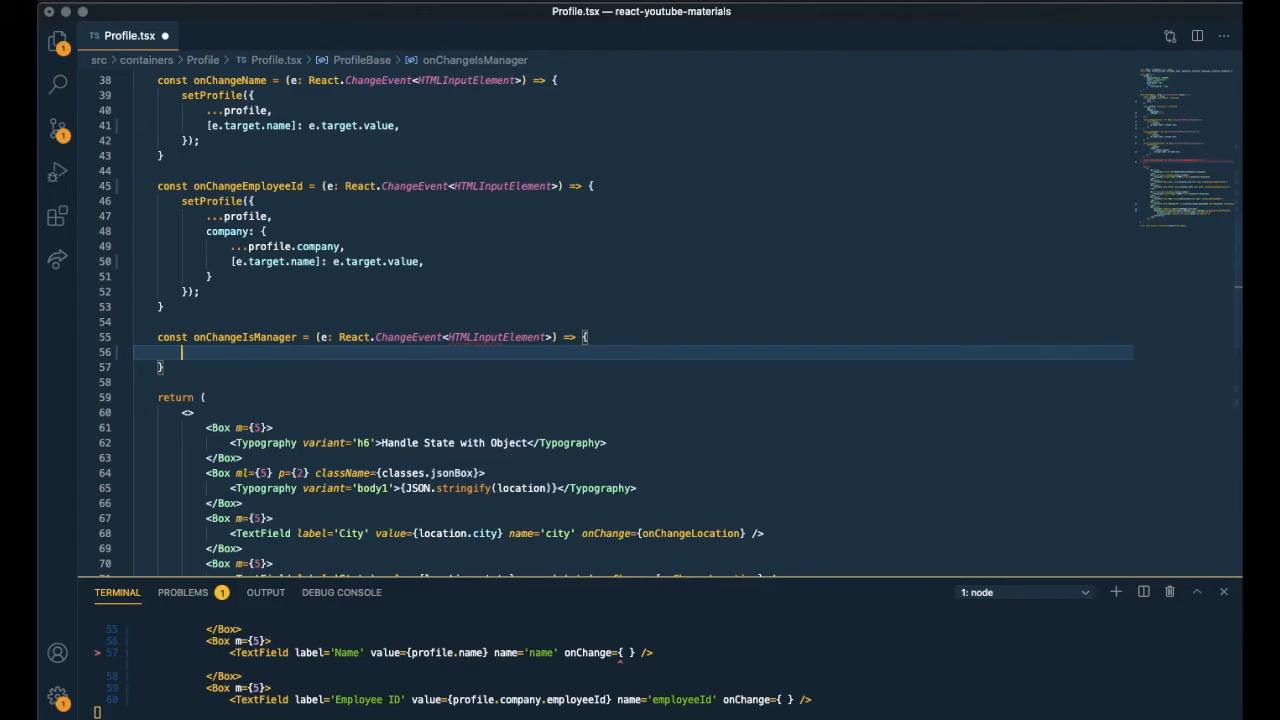 Profile.tsx — react-youtube-materials
TS Profile.tsx
src > containers > Profile > TS Profile.tsx > ProfileBase > onChangeIsManager
38 const onChangeName = (e: React.ChangeEvent<HTMLInputElement>) => {
39 setProfile({
40 ...profile,
41 [e.target.name]: e.target.value,
42 });
43 }
44
45 const onChangeEmployeeId = (e: React.ChangeEvent<HTMLInputElement>) => {
46 setProfile({
47 ...profile,
48 company: {
49 ...profile.company,
50 [e.target.name]: e.target.value,
51 }
52 });
53 }
54
55 const onChangeIsManager = (e: React.ChangeEvent<HTMLInputElement>) => {
56
57 }
58
59 return (
60 <>
61 <Box m={5}>
62 <Typography variant='h6'>Handle State with Object</Typography>
63 </Box>
64 <Box ml={5} p={2} className={classes.jsonBox}>
65 <Typography variant='body1'>{JSON.stringify(location)}</Typography>
66 </Box>
67 <Box m={5}>
68 <TextField label='City' value={location.city} name='city' onChange={onChangeLocation} />
69 </Box>
70 <Box m={5}>
1
1
1
TERMINAL PROBLEMS 1 OUTPUT DEBUG CONSOLE 1: node
55 | </Box>
56 | <Box m={5}>
> 57 | <TextField label='Name' value={profile.name} name='name' onChange={ } />
| ^
58 | </Box>
59 | <Box m={5}>
60 | <TextField label='Employee ID' value={profile.company.employeeId} name='employeeId' onChange={ } />